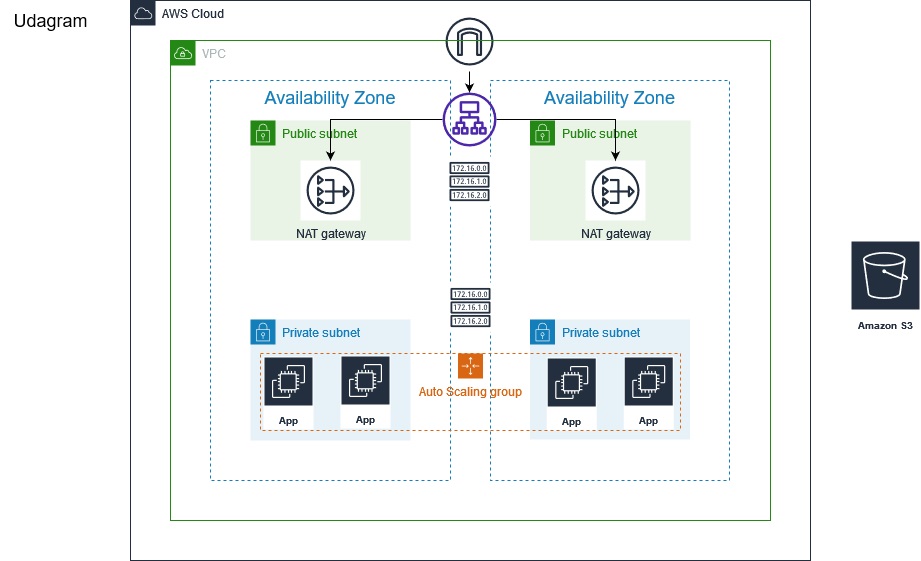 Udagram
AWS Cloud
VPC
Availability Zone
Availability Zone
Public subnet
Public subnet
172.16.0.0
172.16.1.0
172.16.2.0
NAT gateway
NAT gateway
172.16.0.0
172.16.1.0
172.16.2.0
Private subnet
Private subnet
Auto Scaling group
App
App
App
App
Amazon S3